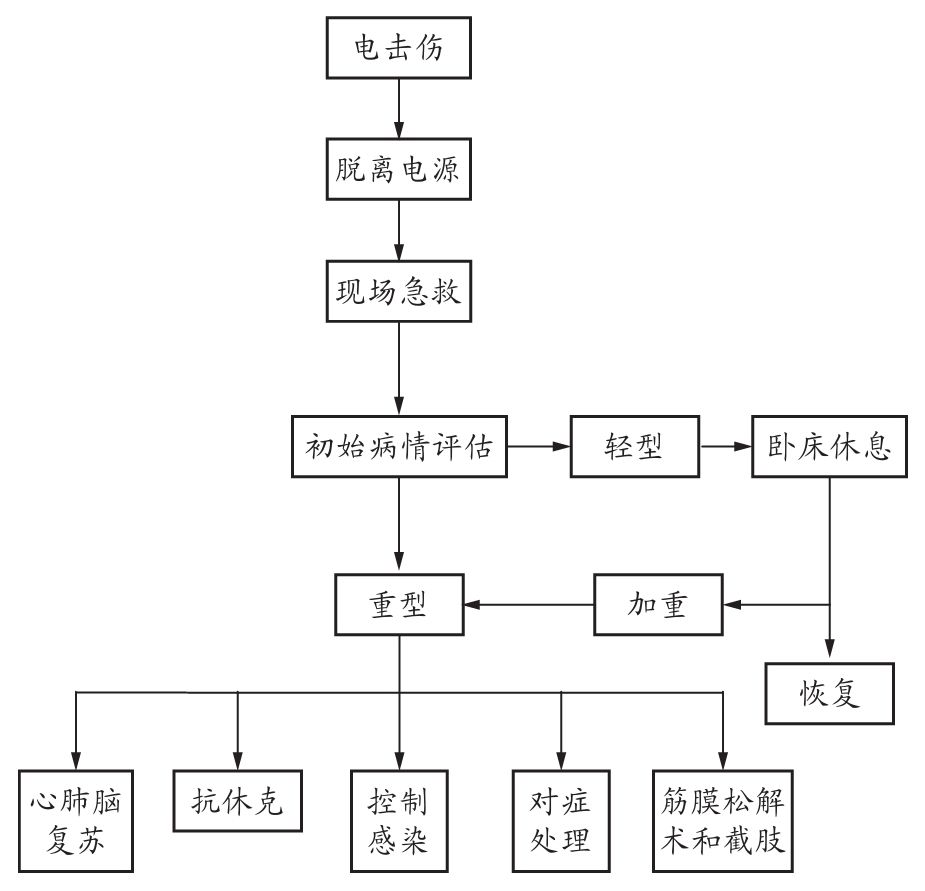 电击伤
脱离电源
现场急救
初始病情评估
轻型
卧床休息
重型
加重
恢复
心肺脑
复苏
抗休克
控制
感染
对症
处理
筋膜松解
术和截肢